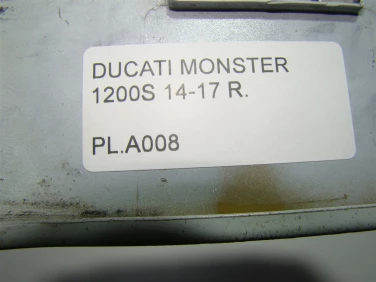 DUCATI MONSTER
1200S 14-17 R.
PL.A008